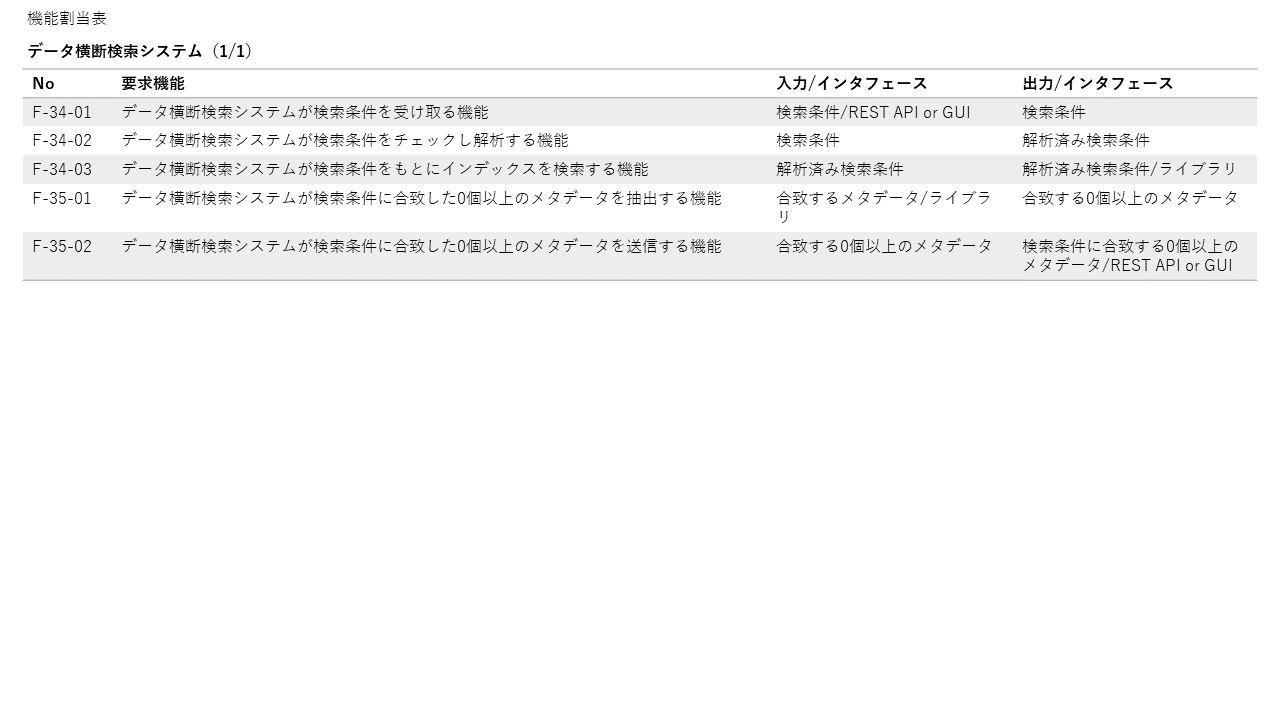 機能割当表
データ横断検索システム（1/1）
No 要求機能 入力/インタフェース 出力/インタフェース
F-34-01 データ横断検索システムが検索条件を受け取る機能 検索条件/REST API or GUI 検索条件
F-34-02 データ横断検索システムが検索条件をチェックし解析する機能 検索条件 解析済み検索条件
F-34-03 データ横断検索システムが検索条件をもとにインデックスを検索する機能 解析済み検索条件 解析済み検索条件/ライブラリ
F-35-01 データ横断検索システムが検索条件に合致した0個以上のメタデータを抽出する機能 合致するメタデータ/ライブラ 合致する0個以上のメタデータ
リ
F-35-02 データ横断検索システムが検索条件に合致した0個以上のメタデータを送信する機能 合致する0個以上のメタデータ 検索条件に合致する0個以上の
メタデータ/REST API or GUI